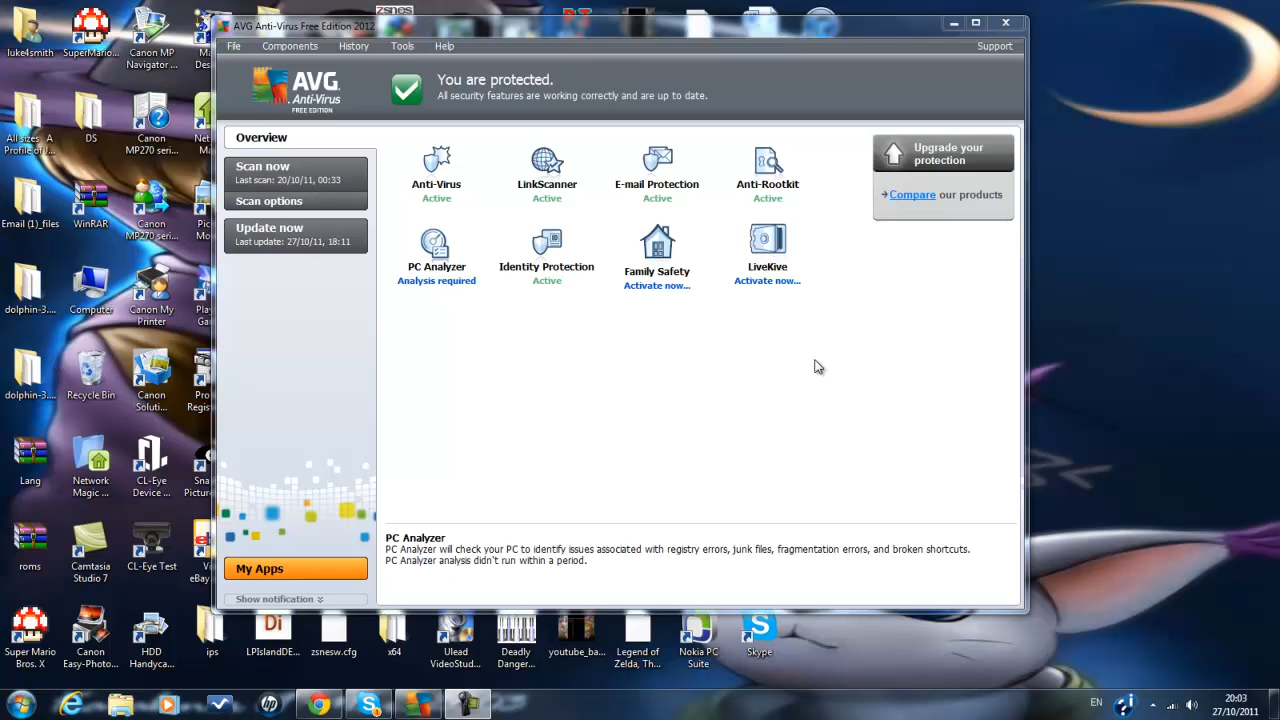 zsnes
AVG Anti-Virus Free Edition 2012
File Components History Tools Help Support
AVG.
Anti-Virus
FREE EDITION
You are protected.
All security features are working correctly and are up to date.
Overview
Scan now
Last scan: 20/10/11, 00:33
Scan options
Update now
Last update: 27/10/11, 18:11
Anti-Virus
Active
LinkScanner
Active
E-mail Protection
Active
Anti-Rootkit
Active
PC Analyzer
Analysis required
Identity Protection
Active
Family Safety
Activate now...
LiveKive
Activate now...
Upgrade your
protection
Compare our products
PC Analyzer
PC Analyzer will check your PC to identify issues associated with registry errors, junk files, fragmentation errors, and broken shortcuts.
PC Analyzer analysis didn't run within a period.
My Apps
Show notification
luke4smith
SuperMario...
Canon MP
Navigator ...
All sizes A
Profile of J...
DS
Canon
MP270 seri...
Email (1)_files
WinRAR
Canon
MP270 seri...
dolphin-3....
Computer
Canon My
Printer
dolphin-3....
Recycle Bin
Canon
Soluti...
Lang
Network
Magic ...
CL-Eye
Device ...
roms
Camtasia
Studio 7
CL-Eye Test
Super Mario
Bros. X
Canon
Easy-Photo...
HDD
Handyca...
ips
Di
LPIslandDE...
zsnesw.cfg
x64
Ulead
VideoStud...
Deadly
Danger...
youtube_ba...
Legend of
Zelda, Th...
Nokia PC
Suite
Skype
EN
20:03
27/10/2011